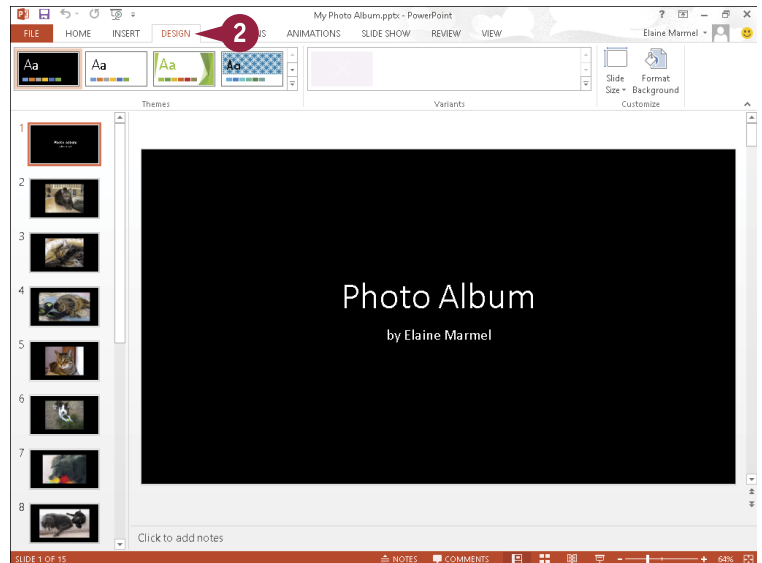 My Photo Album.pptx - PowerPoint
?
FILE HOME INSERT DESIGN 2 NS ANIMATIONS SLIDE SHOW REVIEW VIEW Elaine Marmel
Aa Aa Aa Aa
Slide Size Format Background
Themes Variants Customize
1
Photo Album
2
3
4
5
6
7
8
Photo Album
by Elaine Marmel
Click to add notes
SLIDE 1 OF 15 NOTES COMMENTS 64%